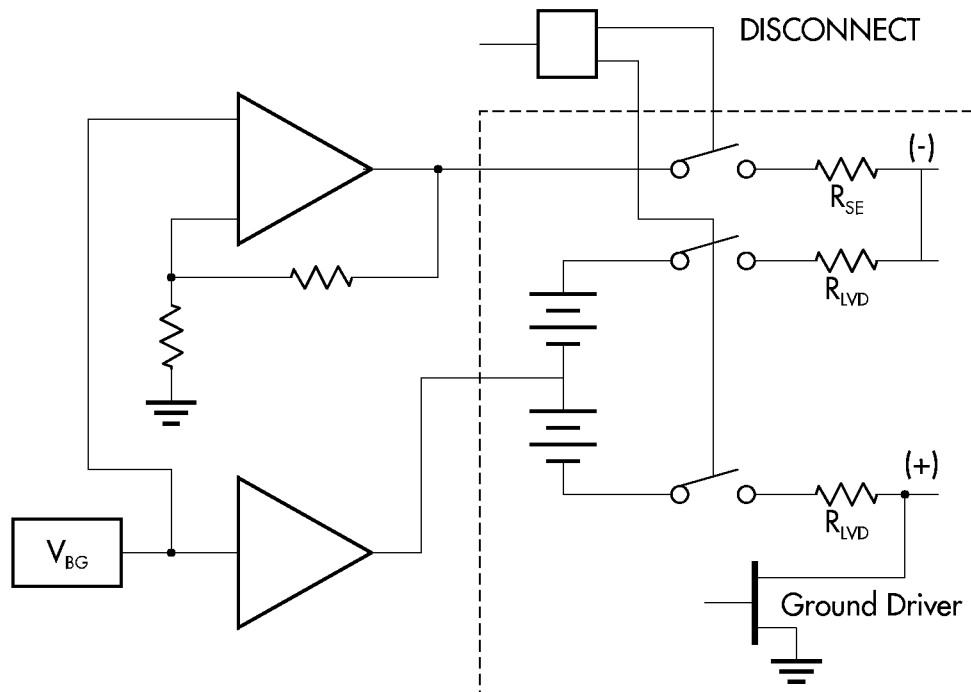 DISCONNECT
(-)
R_SE
R_LVD
(+)
R_LVD
V_BG
Ground Driver